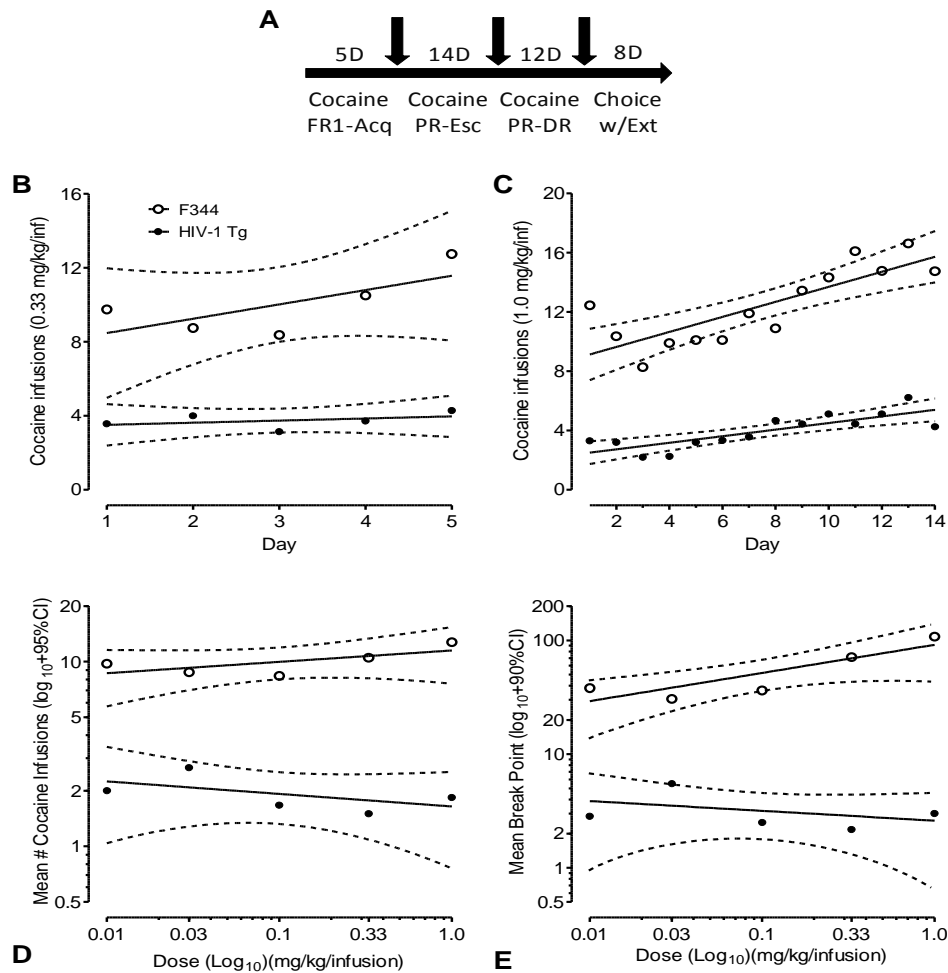 A
5D 14D 12D 8D
Cocaine Cocaine Cocaine Choice
FR1-Acq PR-Esc PR-DR w/Ext
B
Cocaine infusions (0.33 mg/kg/inf)
16
12
8
4
0
F344
HIV-1 Tg
1 2 3 4 5
Day
C
Cocaine infusions (1.0 mg/kg/inf)
20
16
12
8
4
0
2 4 6 8 10 12 14
Day
Mean # Cocaine Infusions (log10+95%CI)
20
10
5
2
1
0.5
0.01 0.03 0.1 0.33 1.0
D
Dose (Log10)(mg/kg/infusion)
Mean Break Point (log10+90%CI)
200
100
50
20
10
5
2
1
0.5
0.01 0.03 0.1 0.33 1.0
E
Dose (Log10)(mg/kg/infusion)